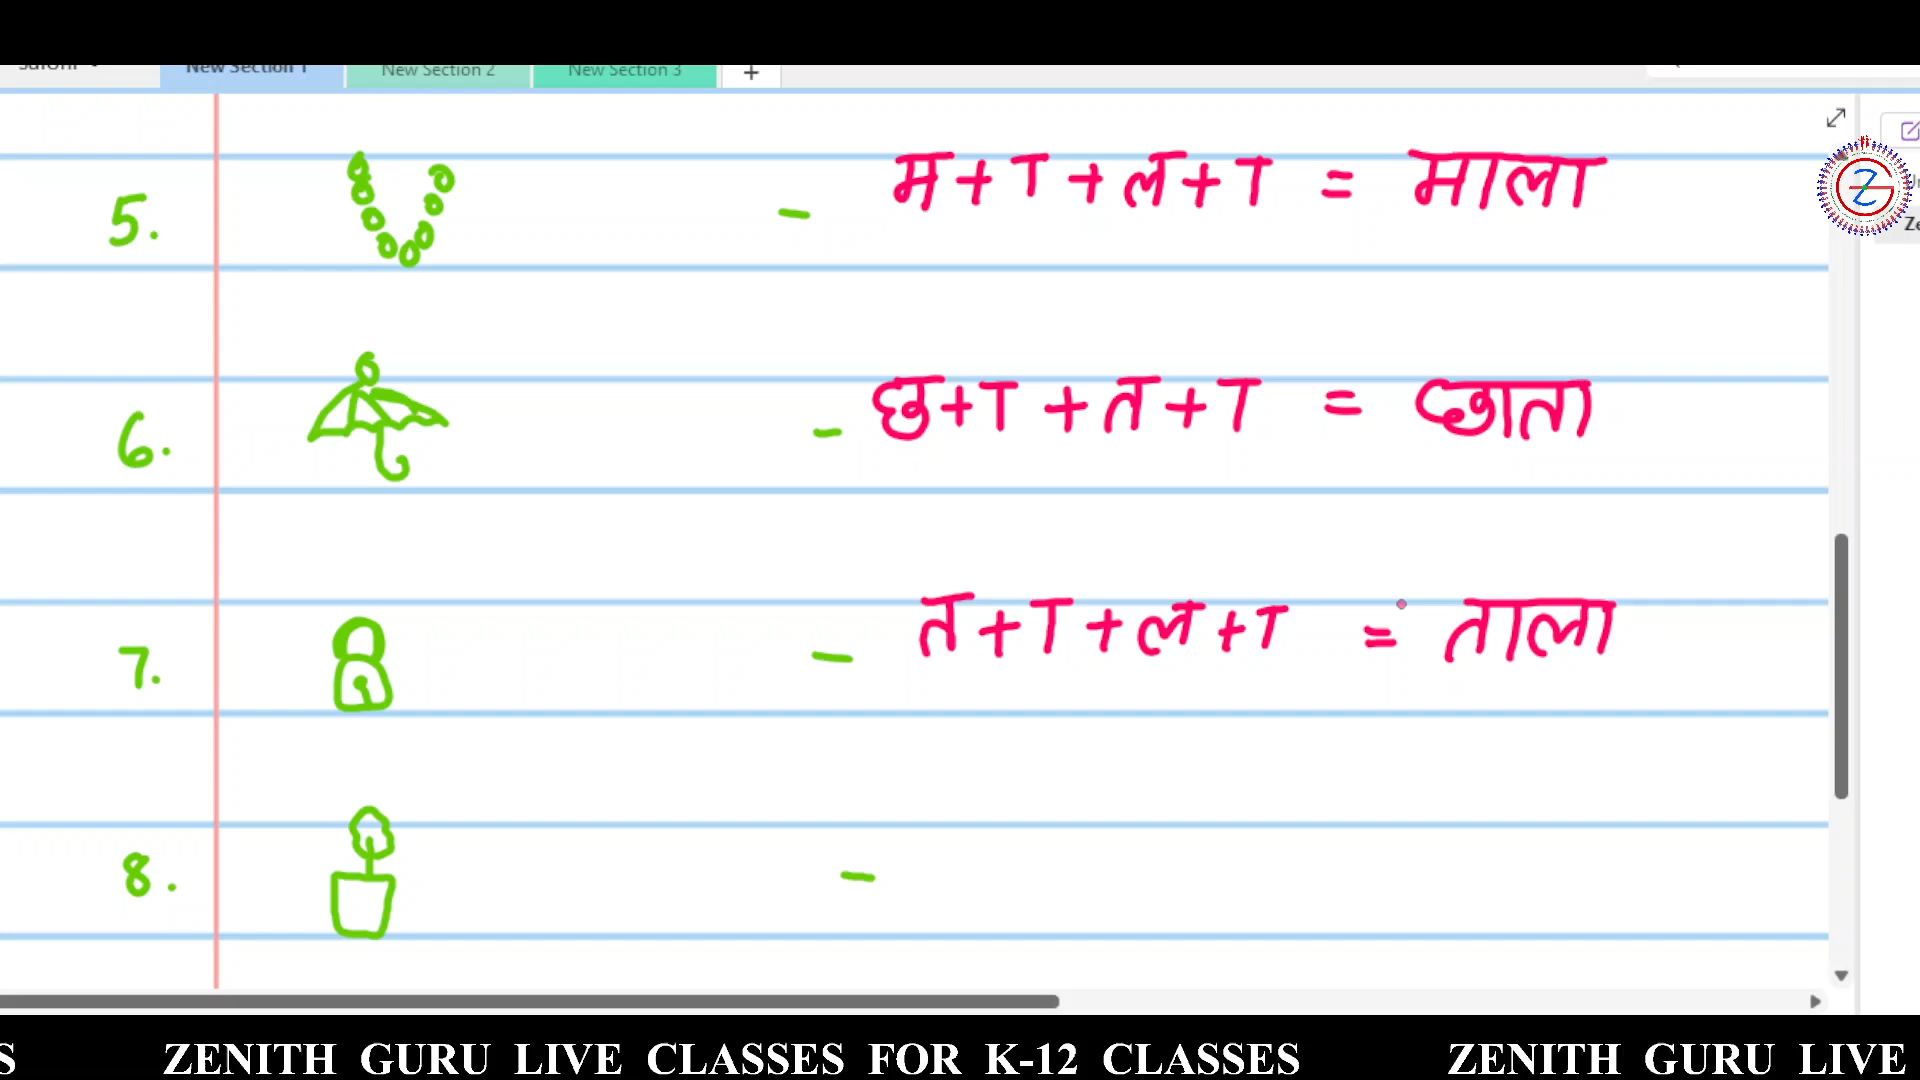 New Section 1 New Section 2 New Section 3 +
5. - म + ा + ल + ा = माला
6. - छ + ा + त + ा = छाता
7. - त + ा + ल + ा = ताला
8. -
ZENITH GURU LIVE CLASSES FOR K-12 CLASSES ZENITH GURU LIVE